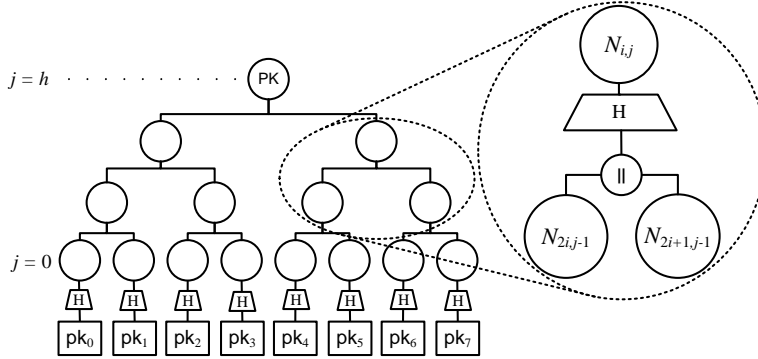 N_{i,j}
j = h . . . . . . . . . . . PK
H
||
N_{2i,j-1} N_{2i+1,j-1}
j = 0
H H H H H H H H
pk_0 pk_1 pk_2 pk_3 pk_4 pk_5 pk_6 pk_7